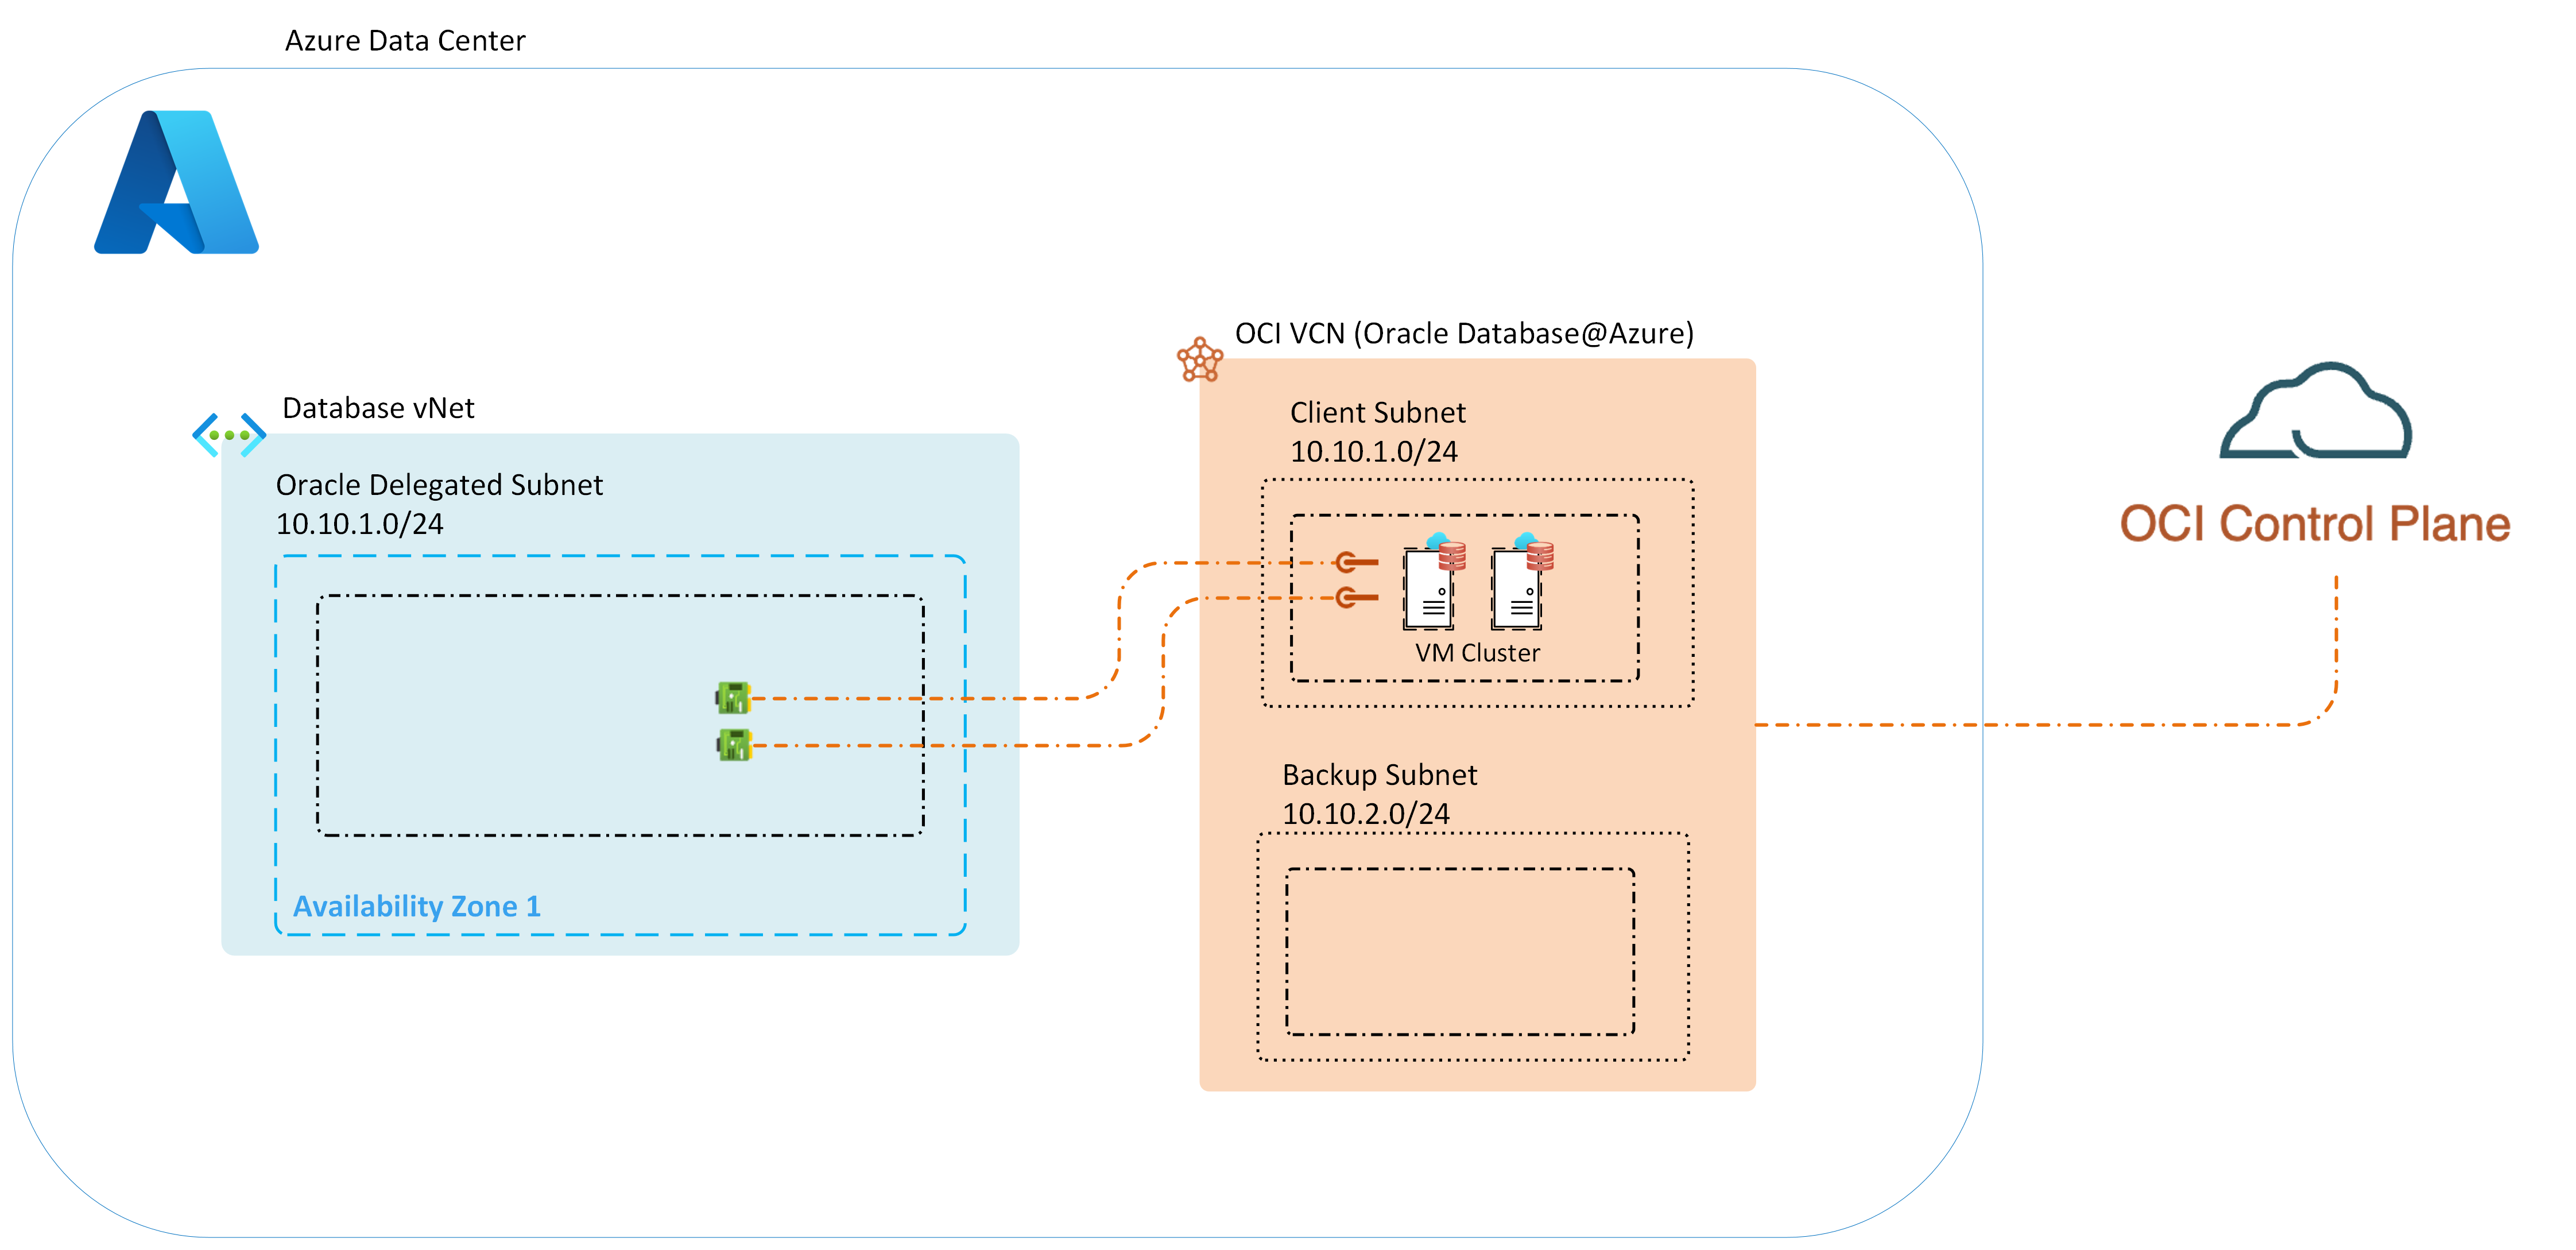 Azure Data Center
OCI VCN (Oracle Database@Azure)
Database vNet
Client Subnet
10.10.1.0/24
Oracle Delegated Subnet
10.10.1.0/24
OCI Control Plane
VM Cluster
Backup Subnet
10.10.2.0/24
Availability Zone 1